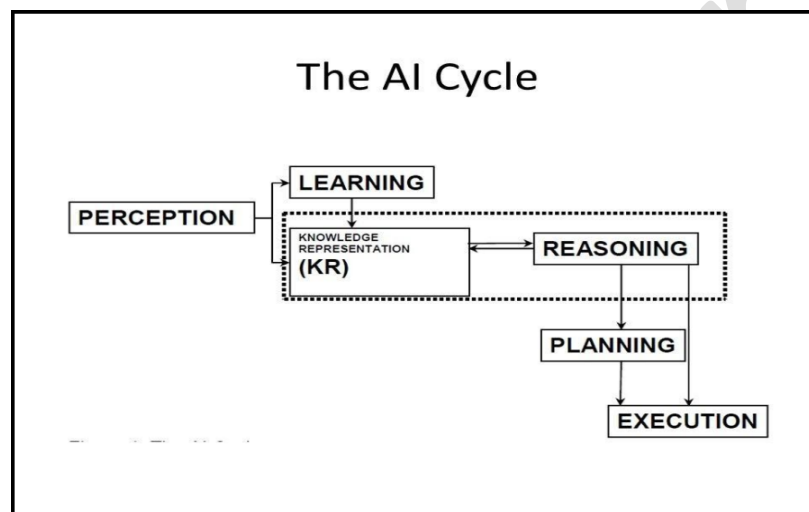 The AI Cycle
LEARNING
PERCEPTION
KNOWLEDGE
REPRESENTATION
(KR)
REASONING
PLANNING
EXECUTION